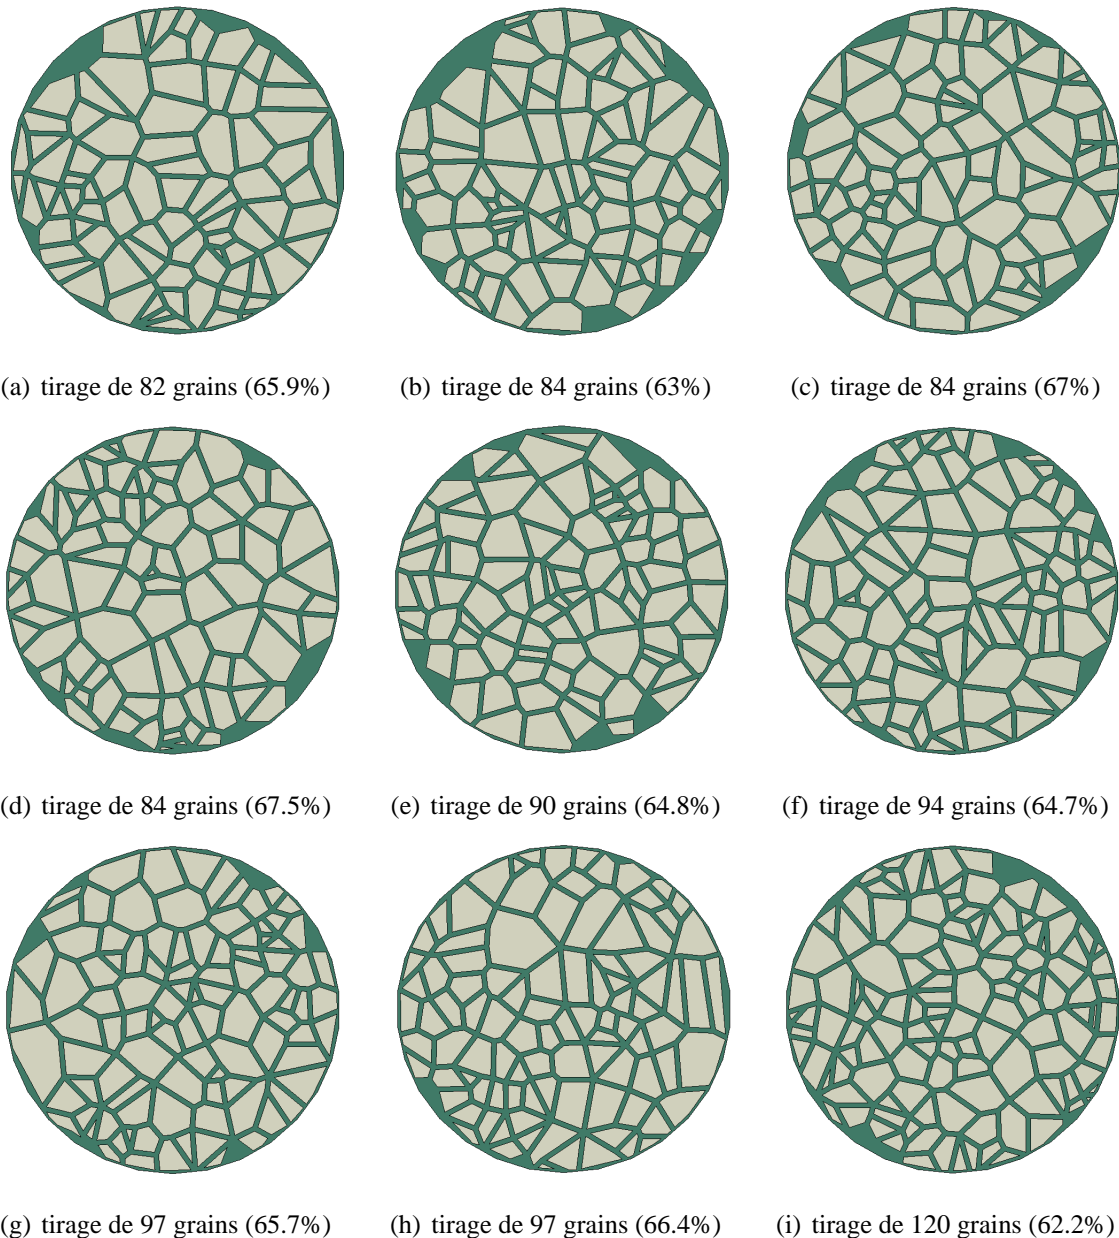 (a) tirage de 82 grains (65.9%)
(b) tirage de 84 grains (63%)
(c) tirage de 84 grains (67%)
(d) tirage de 84 grains (67.5%)
(e) tirage de 90 grains (64.8%)
(f) tirage de 94 grains (64.7%)
(g) tirage de 97 grains (65.7%)
(h) tirage de 97 grains (66.4%)
(i) tirage de 120 grains (62.2%)